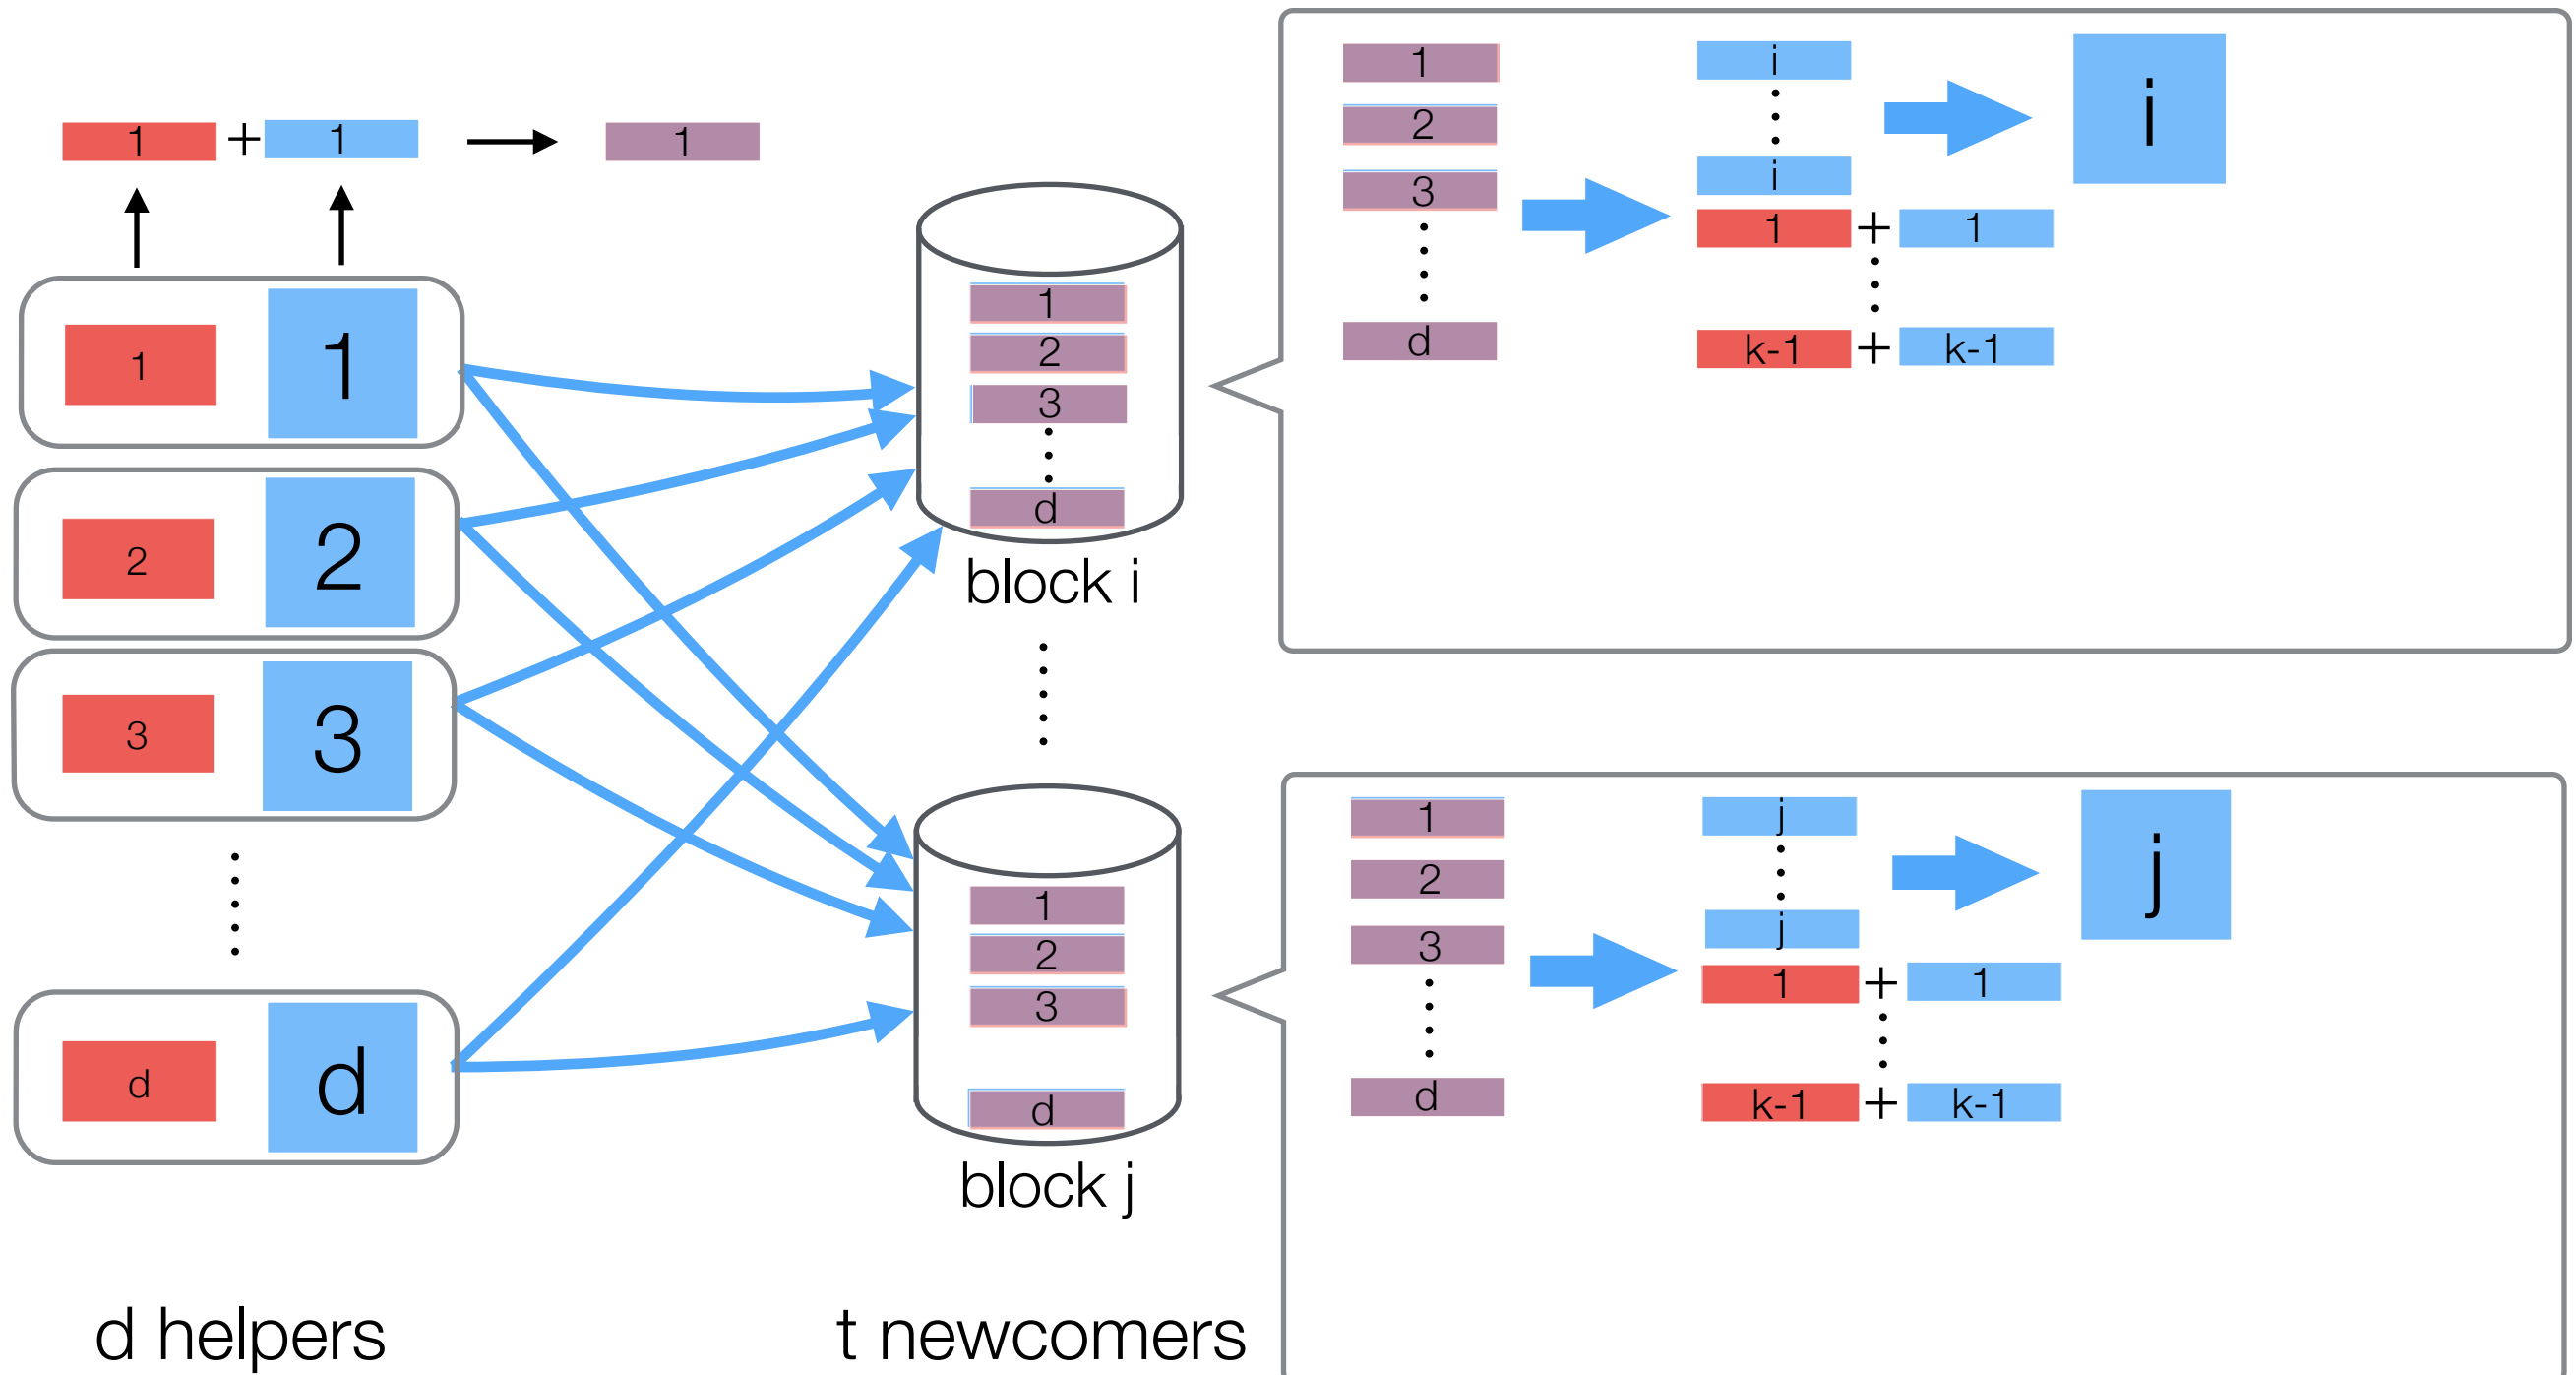 1 + 1 1
1 1
2 2
3 3
d d
d helpers
1
2
3
d
block i
1
2
3
d
block j
t newcomers
1
2
3
d
i
i
1 + 1
k-1 + k-1
i
1
2
3
d
j
j
1 + 1
k-1 + k-1
j